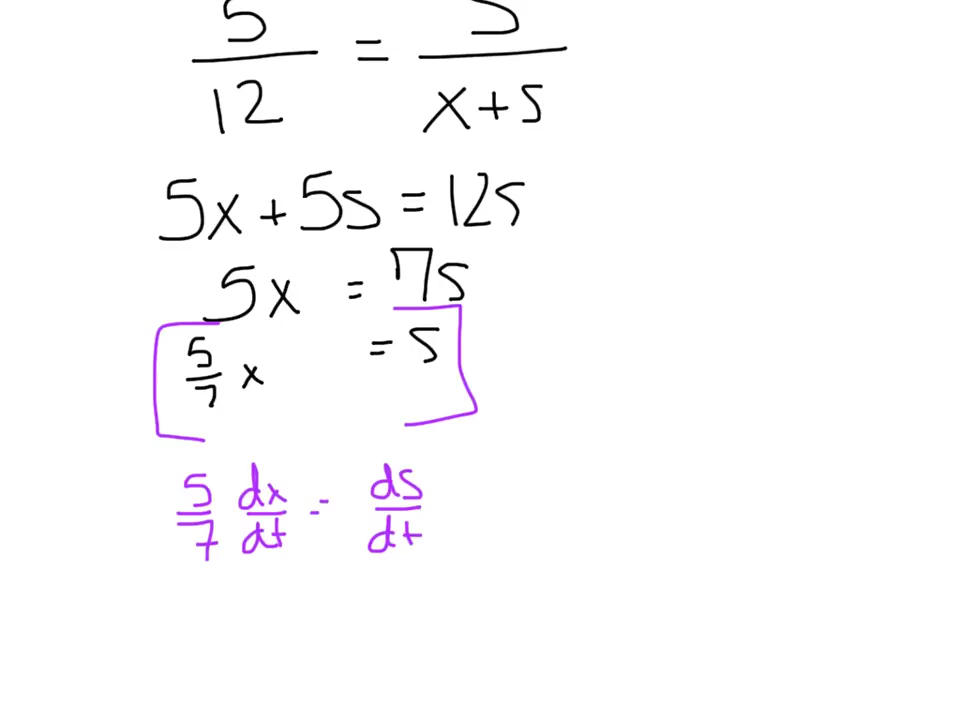 5/12 = s/(x+s)
5x + 5s = 12s
5x = 7s
5/7 x = s
5/7 dx/dt = ds/dt